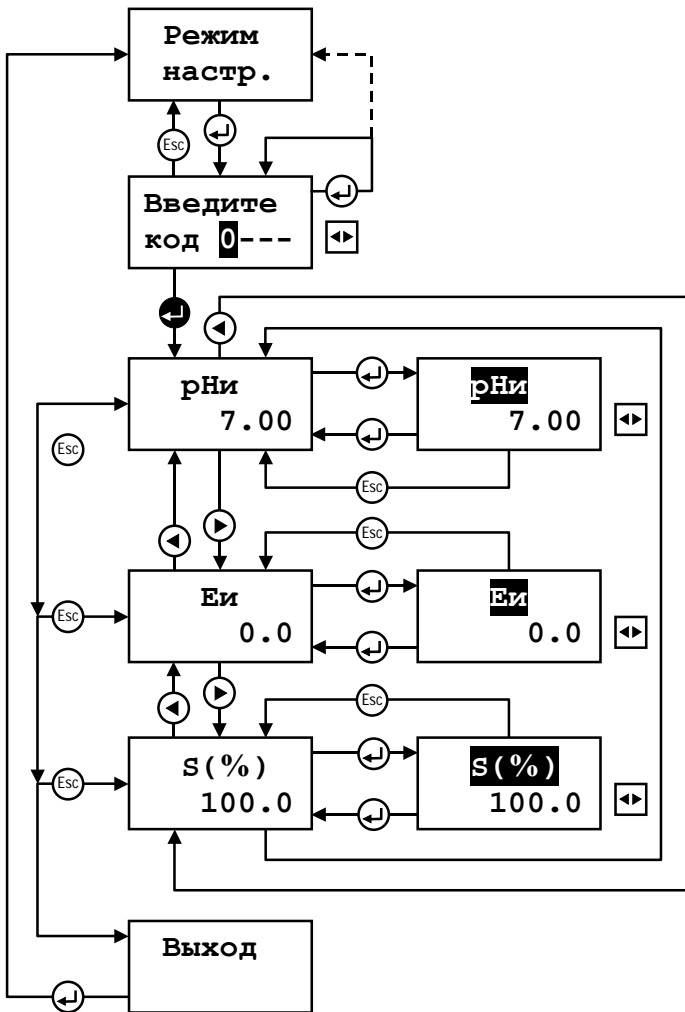 Режим
настр.
Esc
Введите
код 0---
pHи
7.00
pHи
7.00
Esc
Esc
Esc
Eи
0.0
Eи
0.0
Esc
Esc
S(%)
100.0
S(%)
100.0
Esc
Выход